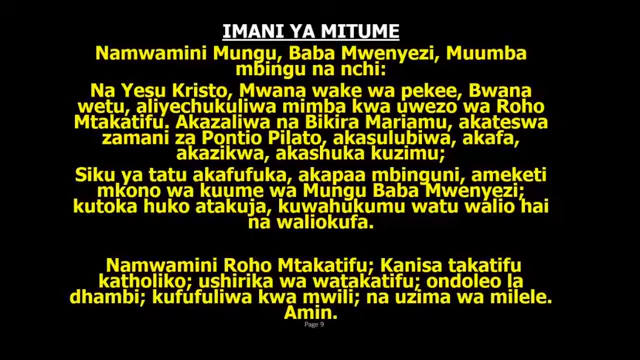 IMANI YA MITUME
Namwamini Mungu, Baba Mwenyezi, Muumba
mbingu na nchi:
Na Yesu Kristo, Mwana wake wa pekee, Bwana
wetu, aliyechukuliwa mimba kwa uwezo wa Roho
Mtakatifu. Akazaliwa na Bikira Mariamu, akateswa
zamani za Pontio Pilato, akasulubiwa, akafa,
akazikwa, akashuka kuzimu;
Siku ya tatu akafufuka, akapaa mbinguni, ameketi
mkono wa kuume wa Mungu Baba Mwenyezi;
kutoka huko atakuja, kuwahukumu watu walio hai
na waliokufa.
Namwamini Roho Mtakatifu; Kanisa takatifu
katholiko; ushirika wa watakatifu; ondoleo la
dhambi; kufufuliwa kwa mwili; na uzima wa milele.
Amin.
Page 9